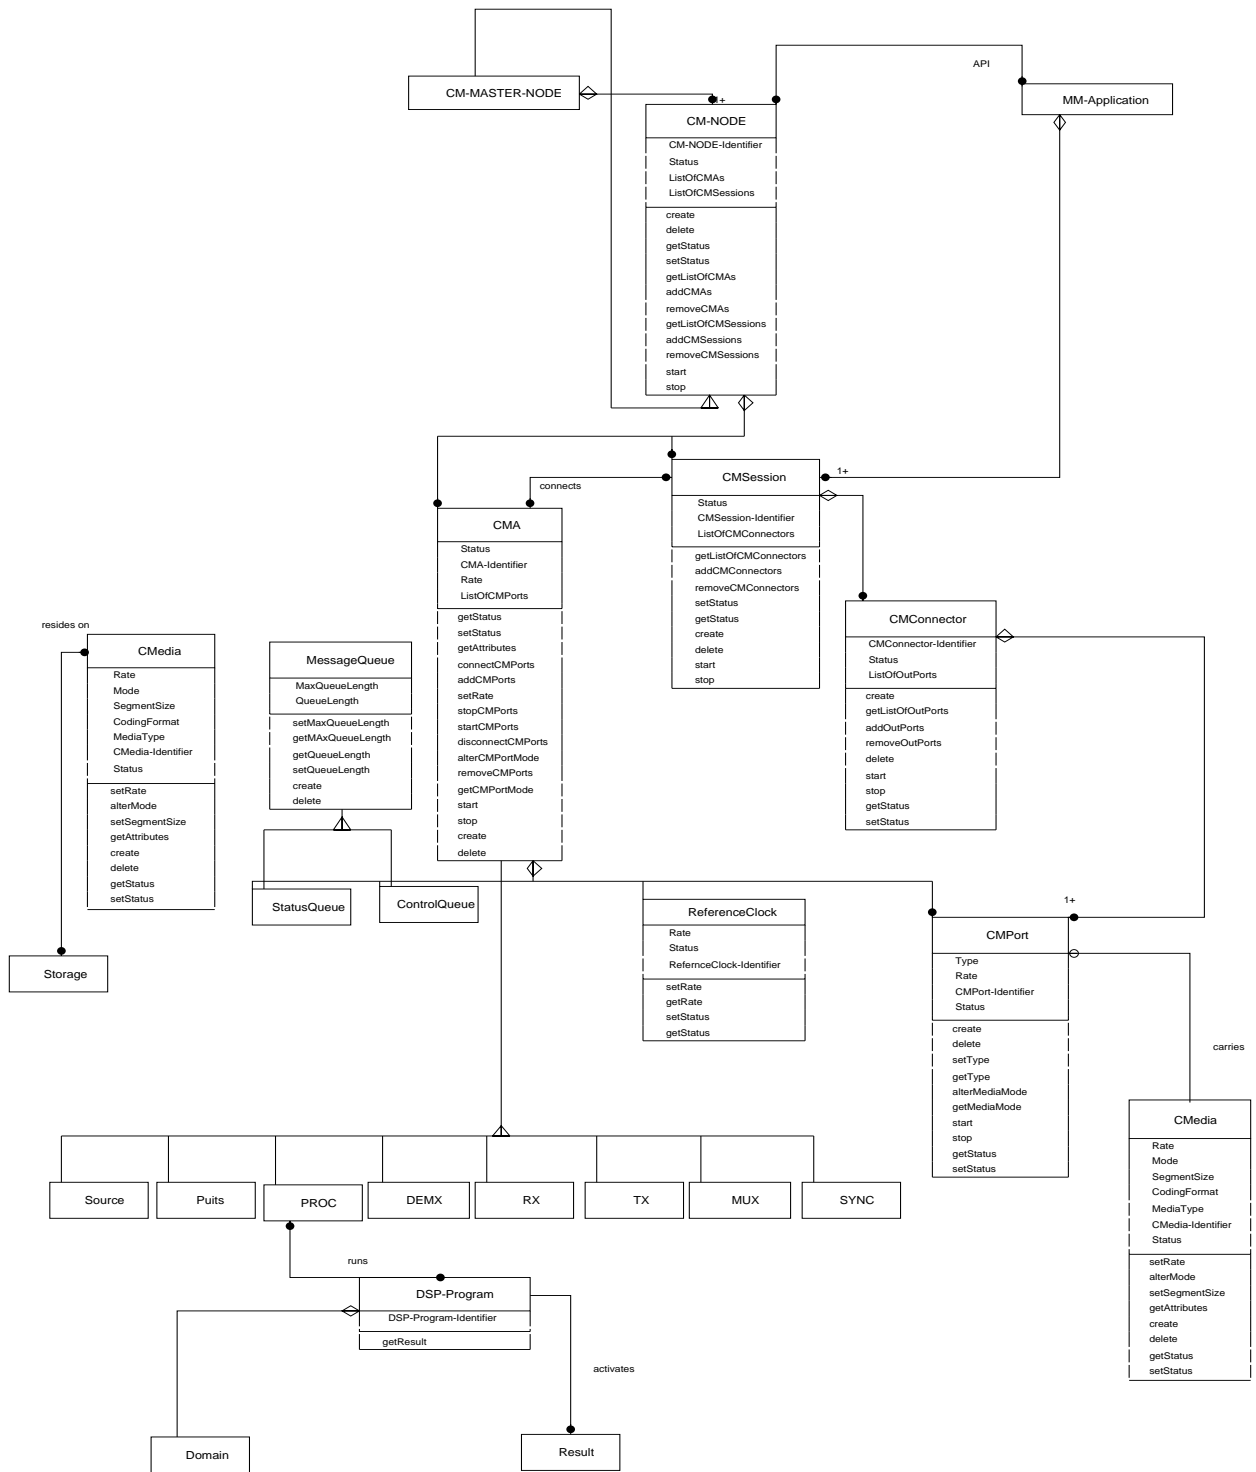 API
CM-MASTER-NODE
MM-Application
1+
CM-NODE
CM-NODE-Identifier
Status
ListOfCMAs
ListOfCMSessions
create
delete
getStatus
setStatus
getListOfCMAs
addCMAs
removeCMAs
getListOfCMSessions
addCMSessions
removeCMSessions
start
stop
connects
1+
CMSession
Status
CMSession-Identifier
ListOfCMConnectors
getListOfCMConnectors
addCMConnectors
removeCMConnectors
setStatus
getStatus
create
delete
start
stop
CMA
Status
CMA-Identifier
Rate
ListOfCMPorts
getStatus
setStatus
getAttributes
connectCMPorts
addCMPorts
setRate
stopCMPorts
startCMPorts
disconnectCMPorts
alterCMPortMode
removeCMPorts
getCMPortMode
start
stop
create
delete
CMConnector
CMConnector-Identifier
Status
ListOfOutPorts
create
getListOfOutPorts
addOutPorts
removeOutPorts
delete
start
stop
getStatus
setStatus
resides on
CMedia
Rate
Mode
SegmentSize
CodingFormat
MediaType
CMedia-Identifier
Status
setRate
alterMode
setSegmentSize
getAttributes
create
delete
getStatus
setStatus
MessageQueue
MaxQueueLength
QueueLength
setMaxQueueLength
getMAxQueueLength
getQueueLength
setQueueLength
create
delete
StatusQueue
ControlQueue
Storage
ReferenceClock
Rate
Status
RefernceClock-Identifier
setRate
getRate
setStatus
getStatus
1+
CMPort
Type
Rate
CMPort-Identifier
Status
create
delete
setType
getType
alterMediaMode
getMediaMode
start
stop
getStatus
setStatus
carries
CMedia
Rate
Mode
SegmentSize
CodingFormat
MediaType
CMedia-Identifier
Status
setRate
alterMode
setSegmentSize
getAttributes
create
delete
getStatus
setStatus
Source
Puits
PROC
DEMX
RX
TX
MUX
SYNC
runs
DSP-Program
DSP-Program-Identifier
getResult
activates
Domain
Result